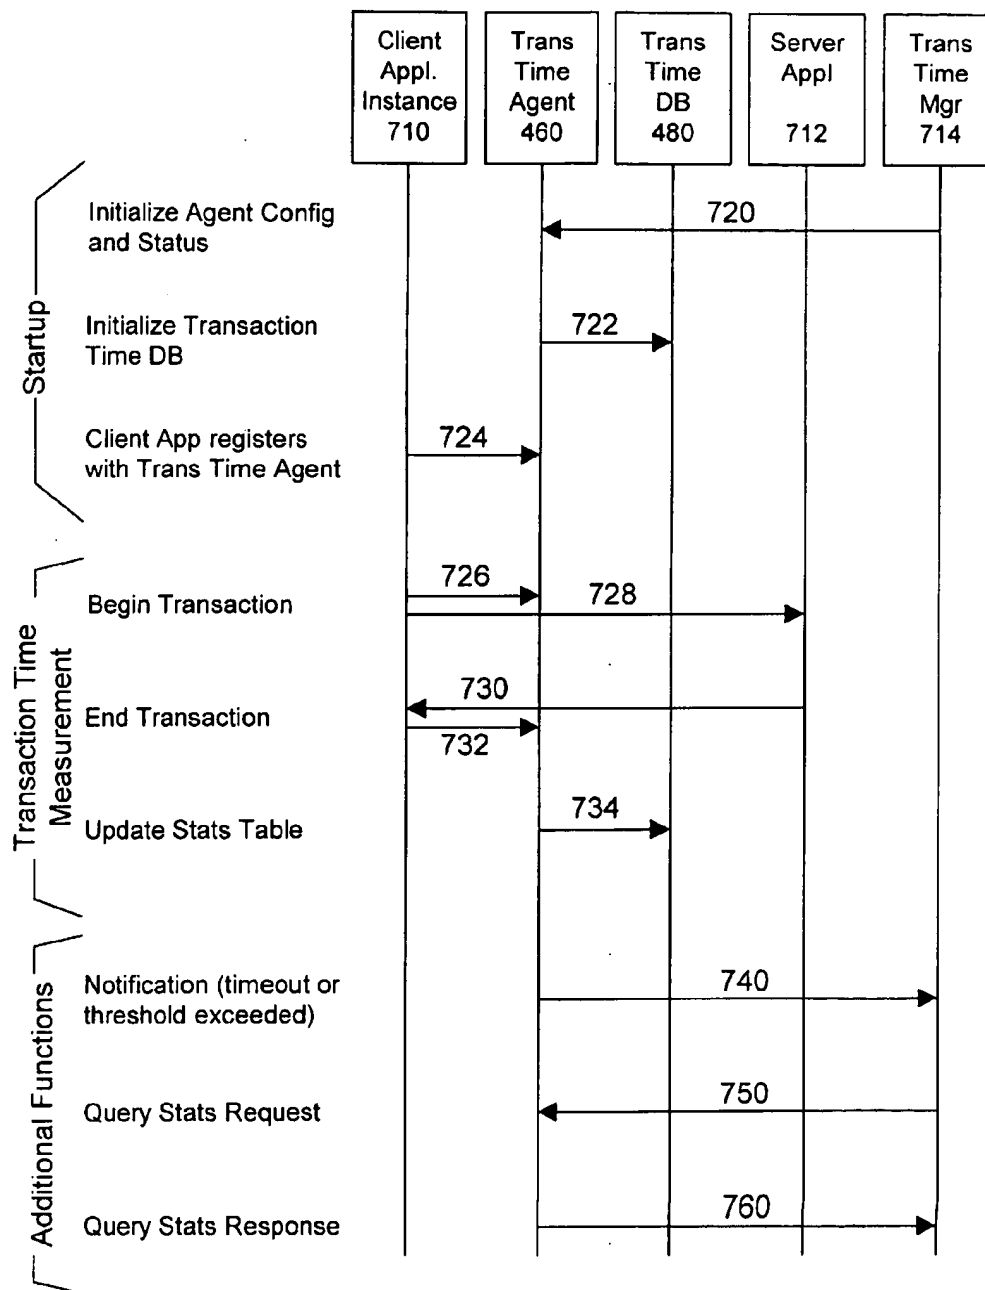 Client
Appl.
Instance
710
Trans
Time
Agent
460
Trans
Time
DB
480
Server
Appl
712
Trans
Time
Mgr
714
Startup
Initialize Agent Config
and Status
720
Initialize Transaction
Time DB
722
Client App registers
with Trans Time Agent
724
Transaction Time
Measurement
Begin Transaction
726
728
End Transaction
730
732
Update Stats Table
734
Additional Functions
Notification (timeout or
threshold exceeded)
740
Query Stats Request
750
Query Stats Response
760